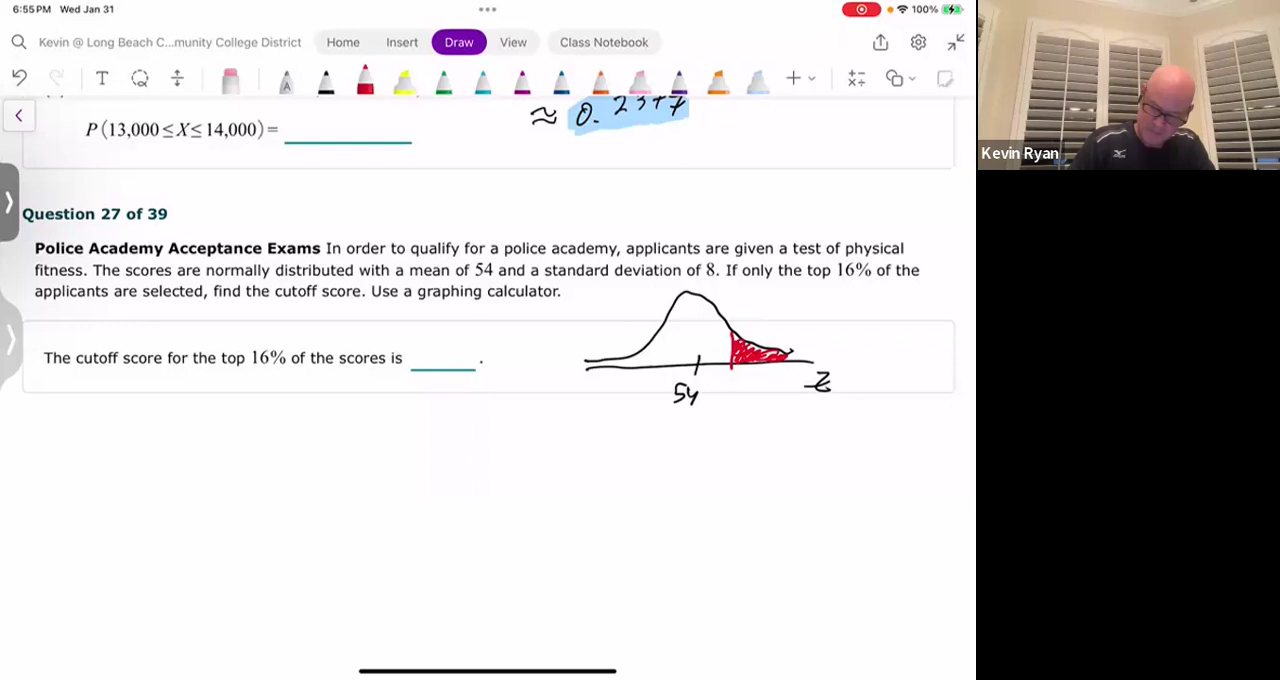 6:55 PM Wed Jan 31
100%
Kevin @ Long Beach C...munity College District
Home
Insert
Draw
View
Class Notebook
P(13,000≤X≤14,000)=
≈ 0.2377
Question 27 of 39
Police Academy Acceptance Exams In order to qualify for a police academy, applicants are given a test of physical
fitness. The scores are normally distributed with a mean of 54 and a standard deviation of 8. If only the top 16% of the
applicants are selected, find the cutoff score. Use a graphing calculator.
The cutoff score for the top 16% of the scores is ______.
54
z
Kevin Ryan